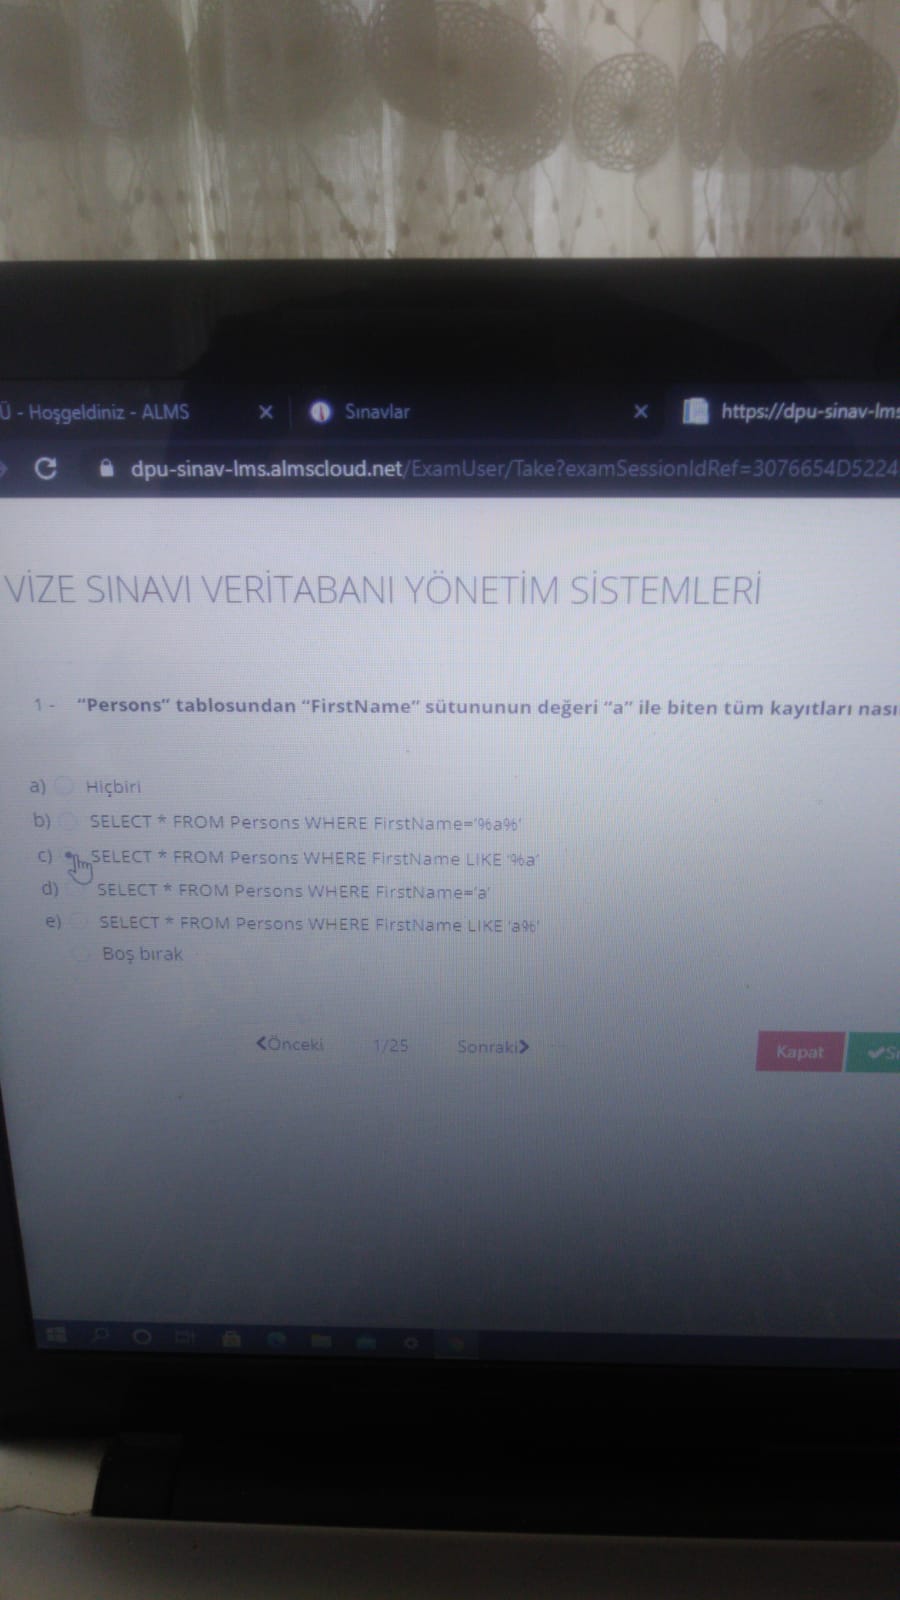 Ü - Hoşgeldiniz - ALMS
Sınavlar
https://dpu-sinav-lms
dpu-sinav-lms.almscloud.net/ExamUser/Take?examSessionIdRef=3076654D5224
VİZE SINAVI VERİTABANI YÖNETİM SİSTEMLERİ
1 - "Persons" tablosundan "FirstName" sütununun değeri "a" ile biten tüm kayıtları nası
a) Hiçbiri
b) SELECT * FROM Persons WHERE FirstName='%a%'
c) SELECT * FROM Persons WHERE FirstName LIKE '%a'
d) SELECT * FROM Persons WHERE FirstName='a'
e) SELECT * FROM Persons WHERE FirstName LIKE 'a%'
Boş bırak
Önceki 1/25 Sonraki
Kapat